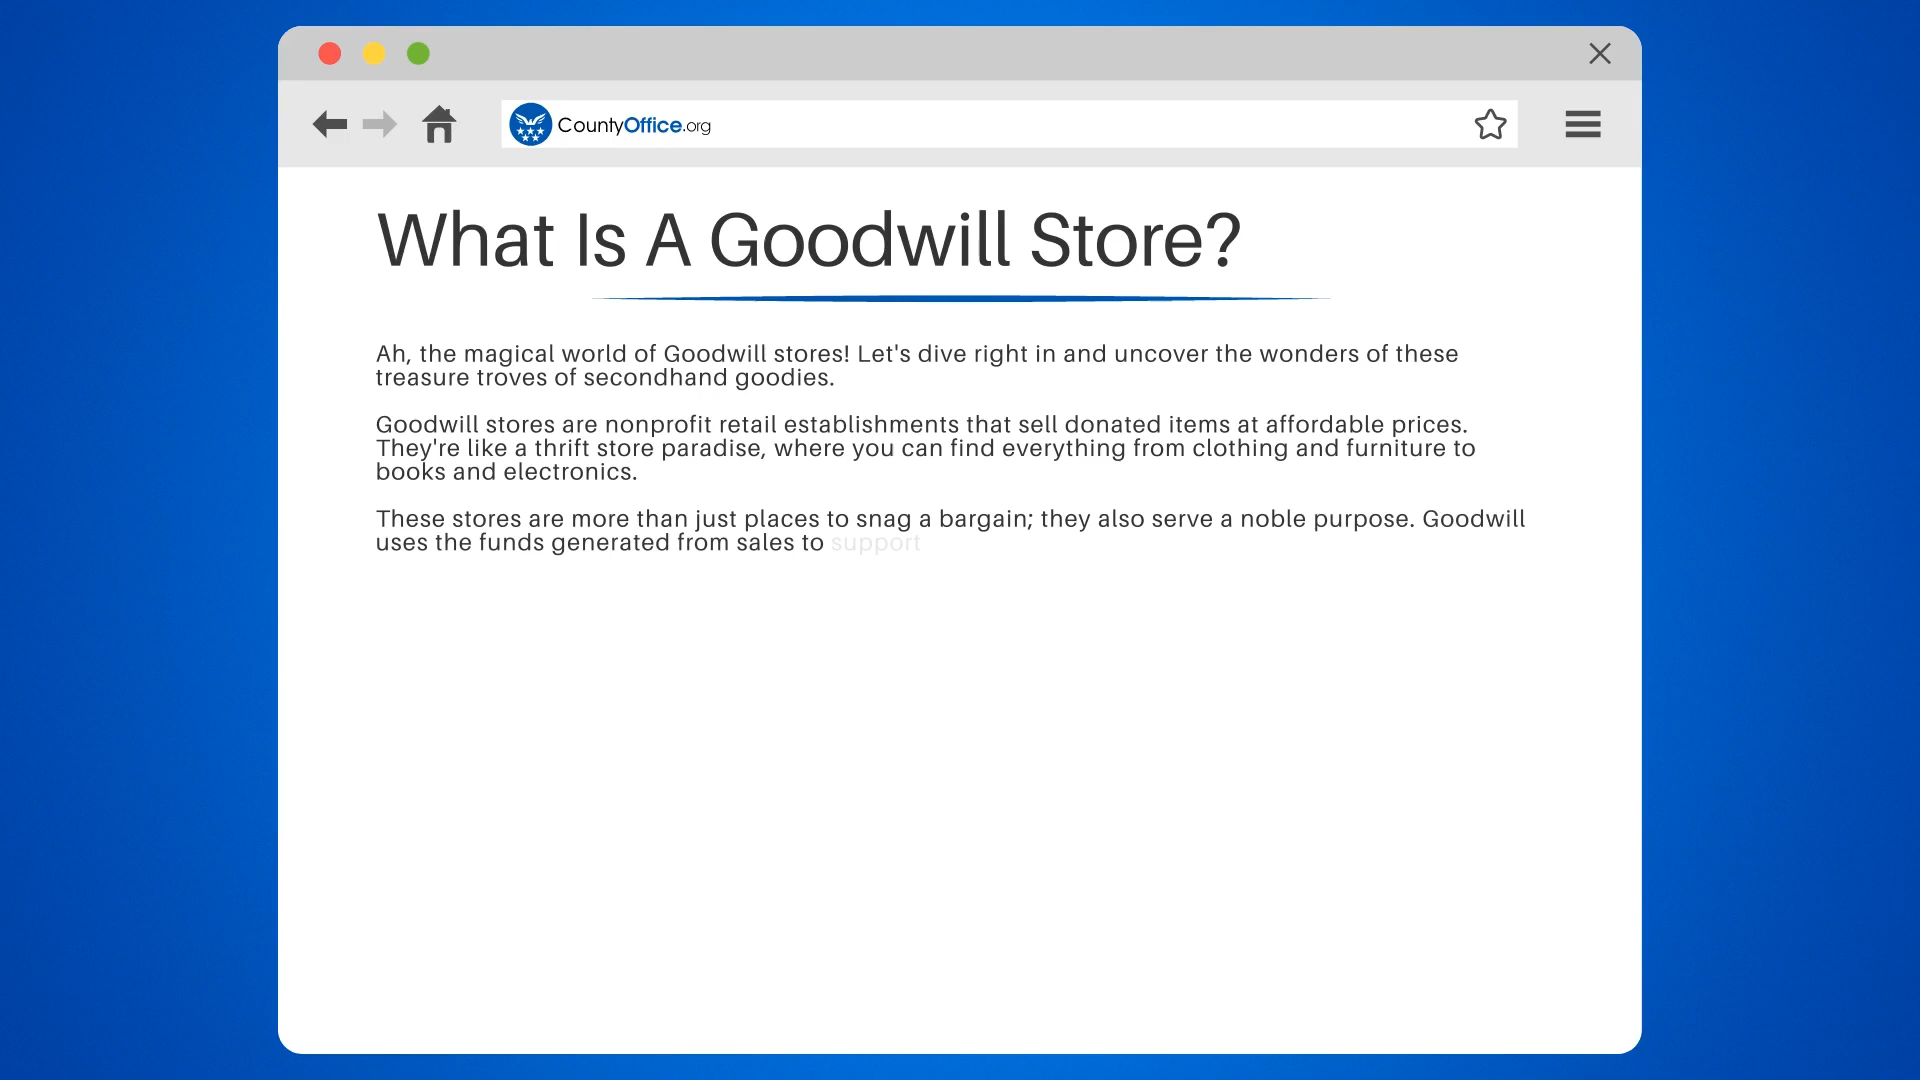 CountyOffice.org
What Is A Goodwill Store?
Ah, the magical world of Goodwill stores! Let's dive right in and uncover the wonders of these
treasure troves of secondhand goodies.
Goodwill stores are nonprofit retail establishments that sell donated items at affordable prices.
They're like a thrift store paradise, where you can find everything from clothing and furniture to
books and electronics.
These stores are more than just places to snag a bargain; they also serve a noble purpose. Goodwill
uses the funds generated from sales to support